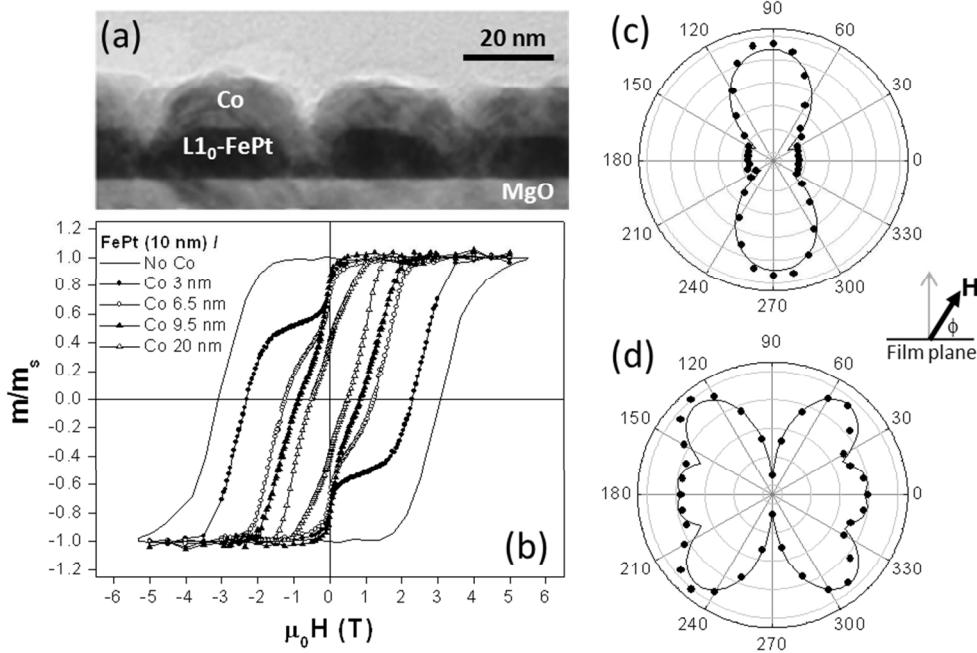 (a)
20 nm
Co
L1₀-FePt
MgO
1.2
1.0
0.8
0.6
0.4
0.2
0.0
-0.2
-0.4
-0.6
-0.8
-1.0
-1.2
m/mₛ
FePt (10 nm) /
No Co
Co 3 nm
Co 6.5 nm
Co 9.5 nm
Co 20 nm
(b)
-6 -5 -4 -3 -2 -1 0 1 2 3 4 5 6
μ₀H (T)
(c)
90
120 60
150 30
180 0
210 330
240 300
270
H
ϕ
Film plane
(d)
90
120 60
150 30
180 0
210 330
240 300
270